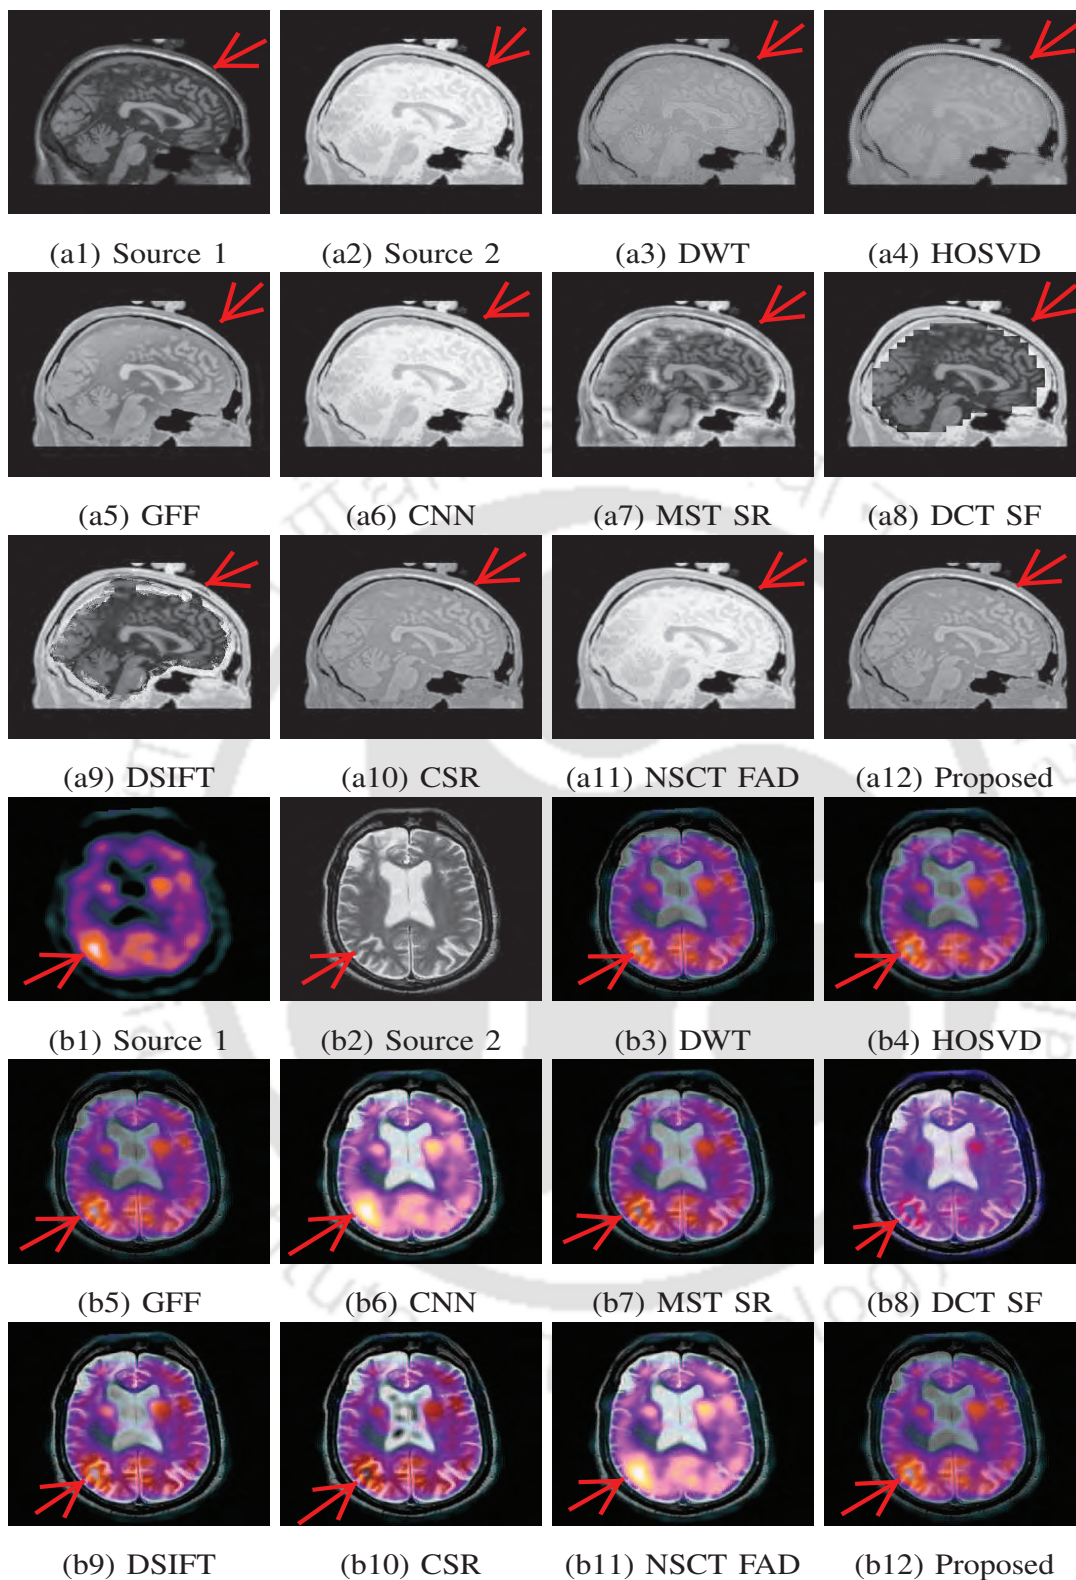 (a1) Source 1
(a2) Source 2
(a3) DWT
(a4) HOSVD
(a5) GFF
(a6) CNN
(a7) MST SR
(a8) DCT SF
(a9) DSIFT
(a10) CSR
(a11) NSCT FAD
(a12) Proposed
(b1) Source 1
(b2) Source 2
(b3) DWT
(b4) HOSVD
(b5) GFF
(b6) CNN
(b7) MST SR
(b8) DCT SF
(b9) DSIFT
(b10) CSR
(b11) NSCT FAD
(b12) Proposed